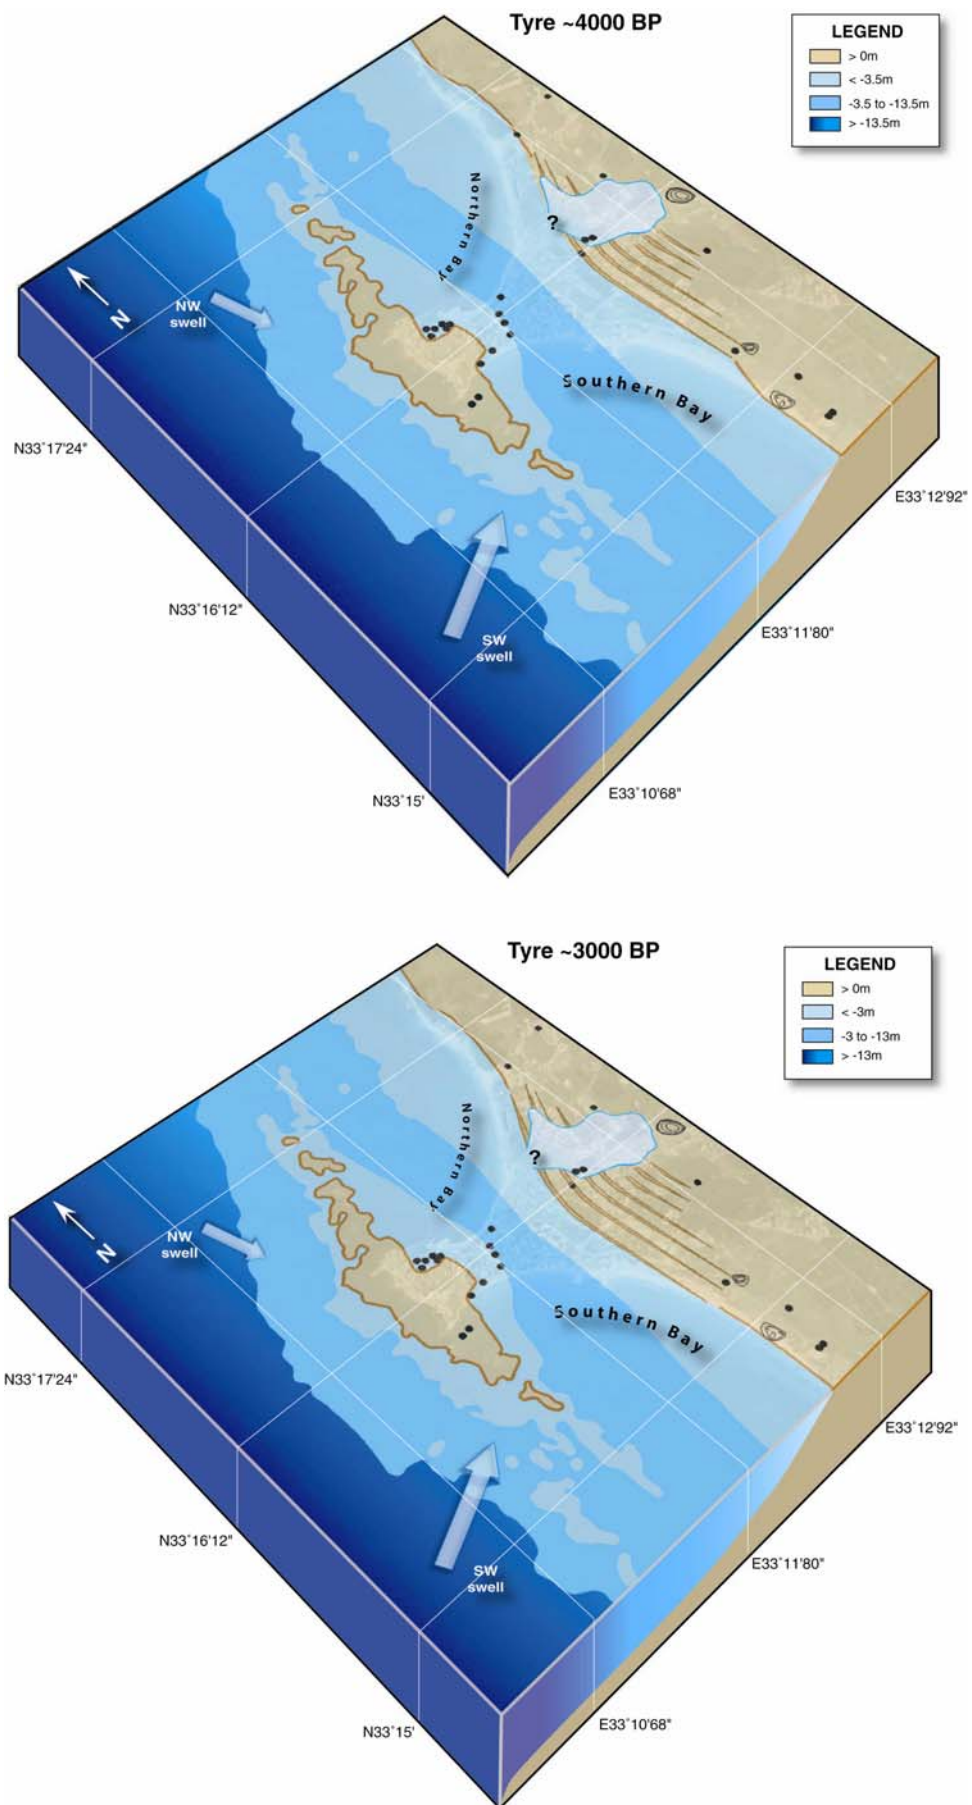 Tyre ~4000 BP
LEGEND
> 0m
< -3.5m
-3.5 to -13.5m
> -13.5m
Northern Bay
?
NW
swell
N
Southern Bay
N33°17'24"
E33°12'92"
N33°16'12"
SW
swell
E33°11'80"
N33°15'
E33°10'68"
Tyre ~3000 BP
LEGEND
> 0m
< -3m
-3 to -13m
> -13m
Northern Bay
?
NW
swell
N
Southern Bay
N33°17'24"
E33°12'92"
N33°16'12"
SW
swell
E33°11'80"
N33°15'
E33°10'68"